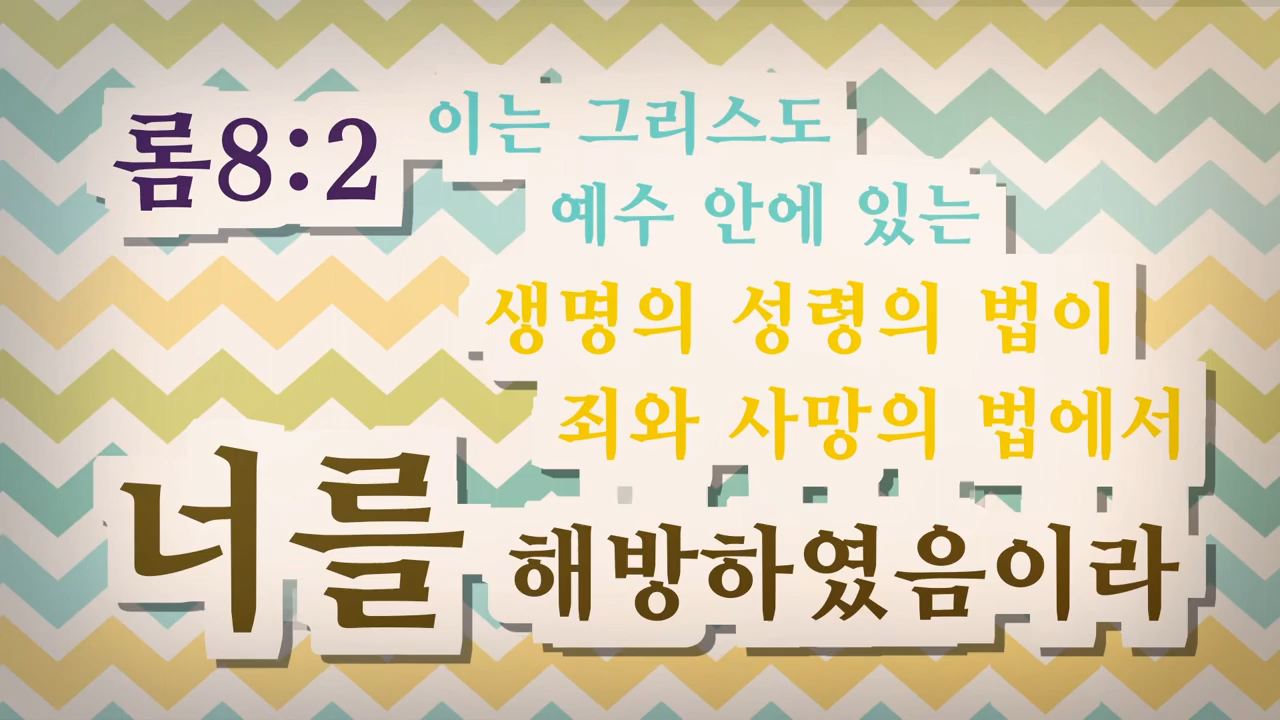 롬8:2
이는 그리스도
예수 안에 있는
생명의 성령의 법이
죄와 사망의 법에서
너를 해방하였음이라